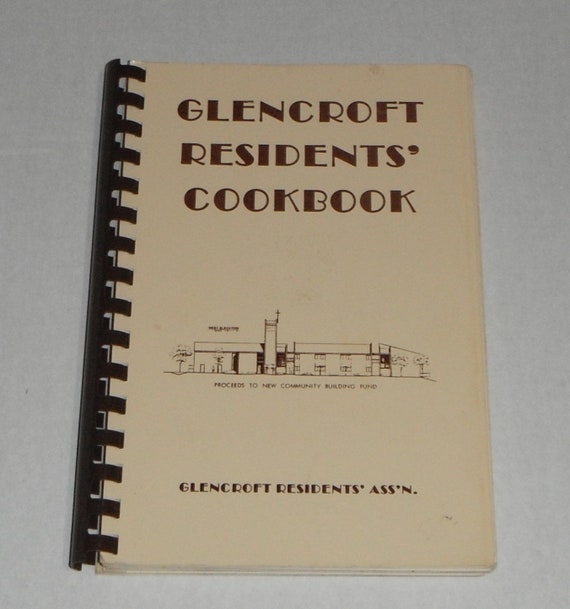 GLENCROFT
RESIDENTS'
COOKBOOK
PROCEEDS TO NEW COMMUNITY BUILDING FUND
GLENCROFT RESIDENTS' ASS'N.